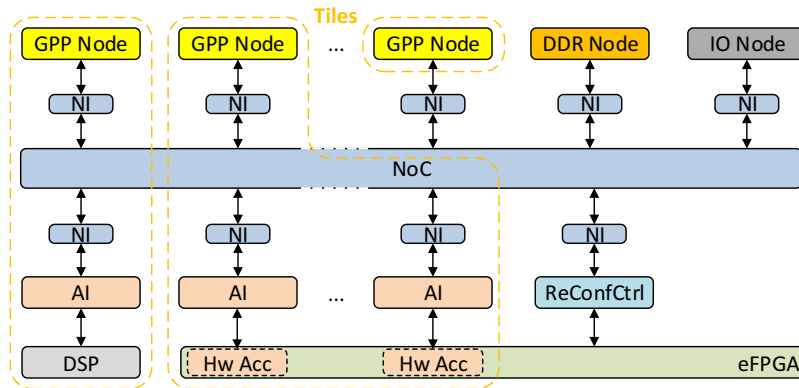 Tiles
GPP Node GPP Node ... GPP Node DDR Node IO Node
NI NI NI NI NI
NoC
NI NI NI NI
AI AI ... AI ReConfCtrl
DSP Hw Acc Hw Acc eFPGA